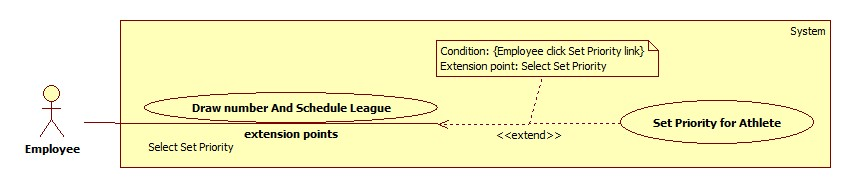 System
Condition: {Employee click Set Priority link}
Extension point: Select Set Priority
Draw number And Schedule League
extension points
Select Set Priority
<<extend>>
Set Priority for Athlete
Employee